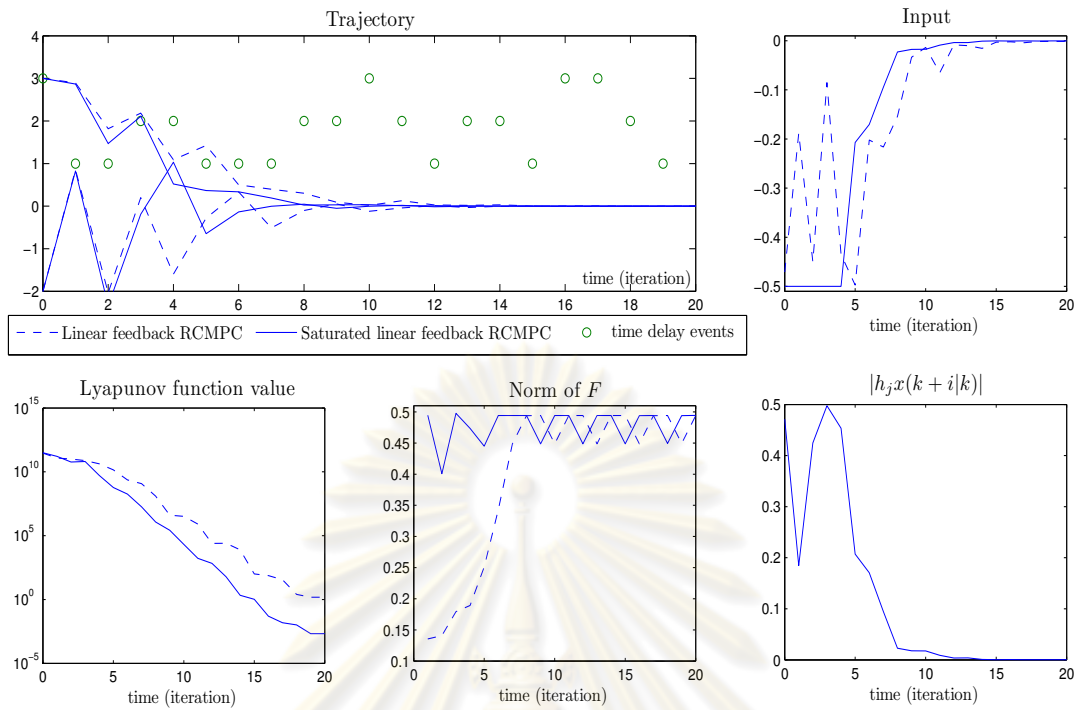 Trajectory
4
3
2
1
0
−1
−2
0 2 4 6 8 10 12 14 16 18 20
time (iteration)
Linear feedback RCMPC Saturated linear feedback RCMPC time delay events
Input
0
−0.1
−0.2
−0.3
−0.4
−0.5
0 5 10 15 20
time (iteration)
Lyapunov function value
10^15
10^10
10^5
10^0
10^−5
0 5 10 15 20
time (iteration)
Norm of F
0.5
0.45
0.4
0.35
0.3
0.25
0.2
0.15
0.1
0 5 10 15 20
time (iteration)
|h_j x(k + i|k)|
0.5
0.4
0.3
0.2
0.1
0
0 5 10 15 20
time (iteration)